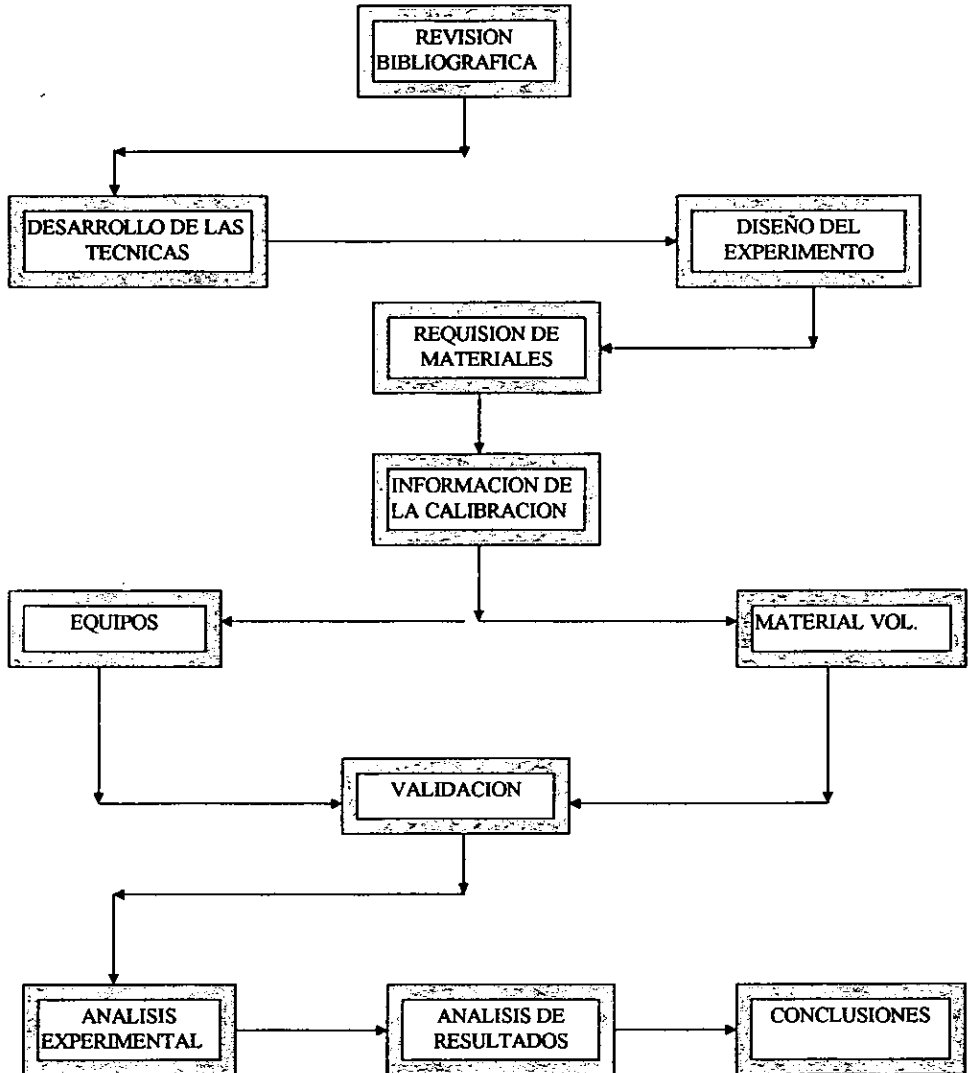 REVISION
BIBLIOGRAFICA
DESARROLLO DE LAS
TECNICAS
DISEÑO DEL
EXPERIMENTO
REQUISION DE
MATERIALES
INFORMACION DE
LA CALIBRACION
EQUIPOS
MATERIAL VOL.
VALIDACION
ANALISIS
EXPERIMENTAL
ANALISIS DE
RESULTADOS
CONCLUSIONES